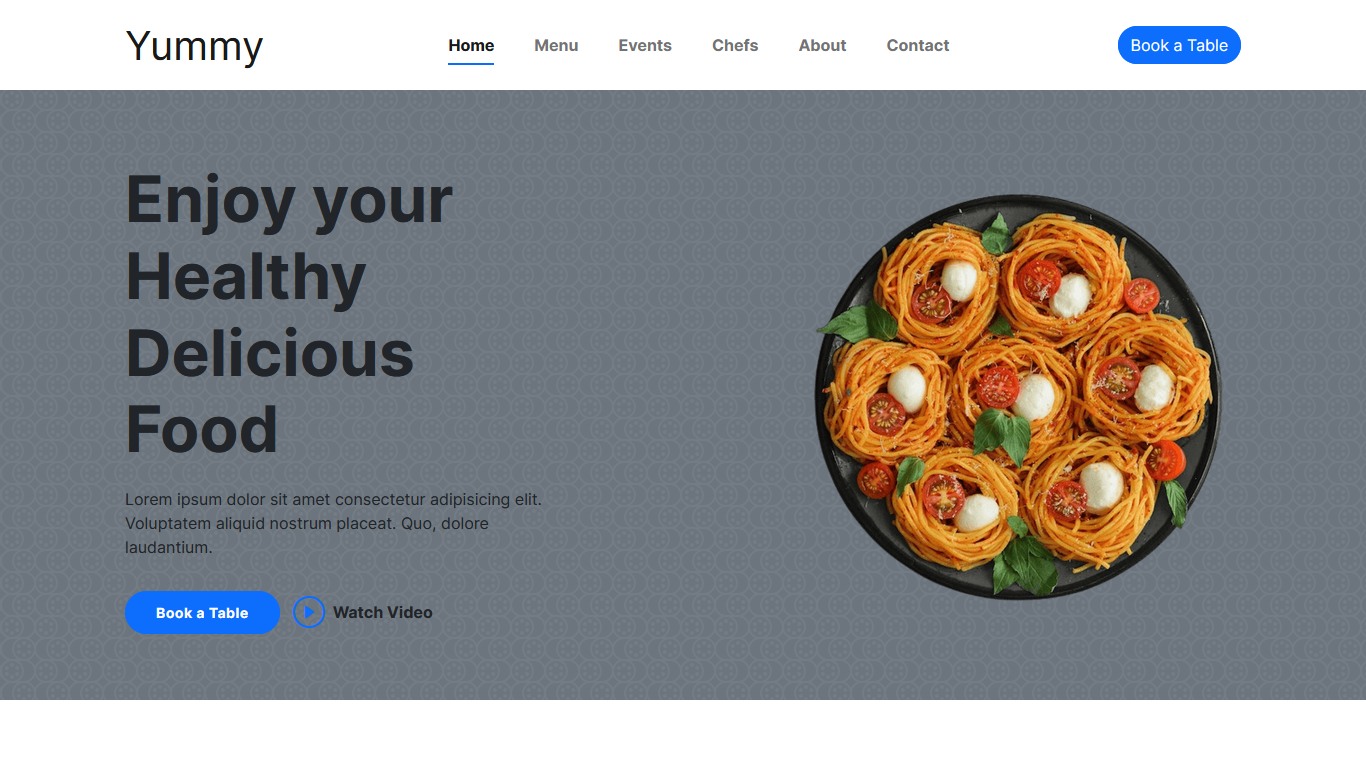 Yummy
Home Menu Events Chefs About Contact
Book a Table
Enjoy your
Healthy
Delicious
Food
Lorem ipsum dolor sit amet consectetur adipisicing elit.
Voluptatem aliquid nostrum placeat. Quo, dolore
laudantium.
Book a Table
Watch Video